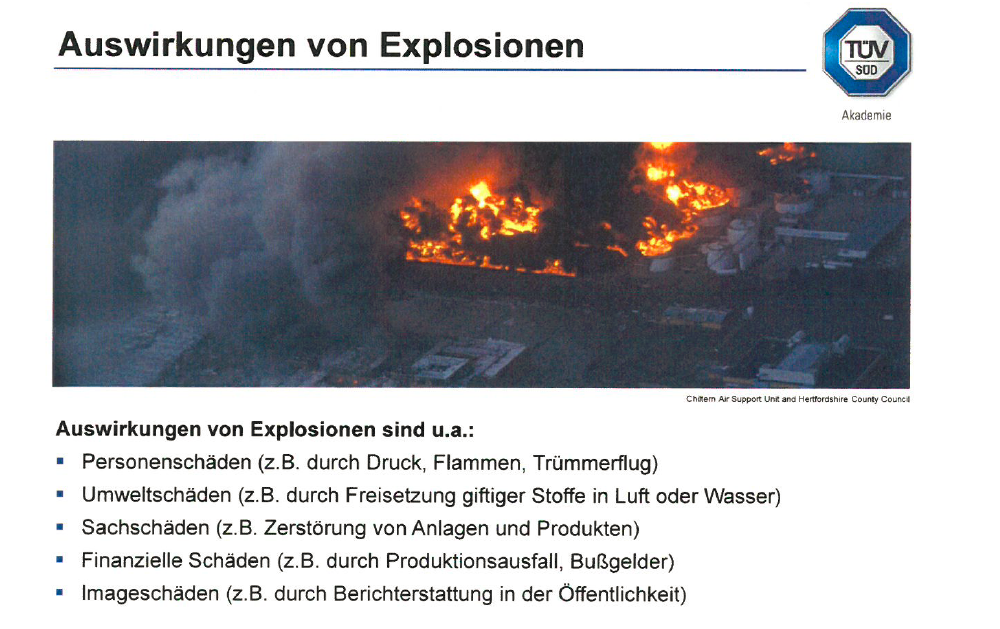 Auswirkungen von Explosionen
TÜV
SÜD
Akademie
Chiltern Air Support Unit and Hertfordshire County Council
Auswirkungen von Explosionen sind u.a.:
▪ Personenschäden (z.B. durch Druck, Flammen, Trümmerflug)
▪ Umweltschäden (z.B. durch Freisetzung giftiger Stoffe in Luft oder Wasser)
▪ Sachschäden (z.B. Zerstörung von Anlagen und Produkten)
▪ Finanzielle Schäden (z.B. durch Produktionsausfall, Bußgelder)
▪ Imageschäden (z.B. durch Berichterstattung in der Öffentlichkeit)